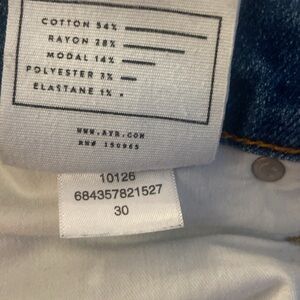 COTTON 54%
RAYON 28%
MODAL 14%
POLYESTER 3%
ELASTANE 1%
WWW.AYR.COM
RN# 150965
10126
684357821527
30